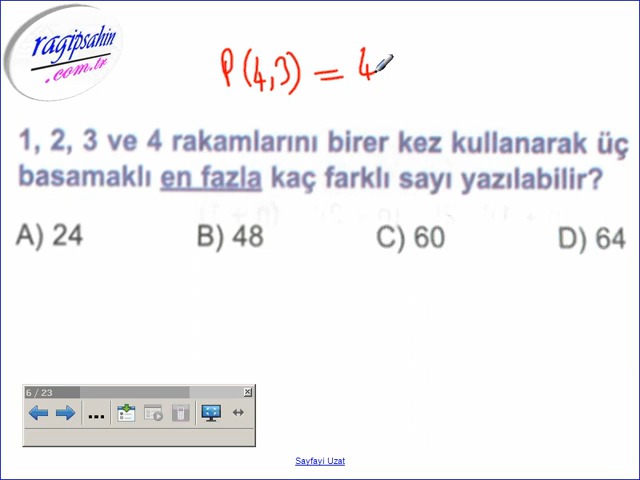 ragipsahin
.com.tr
P(4,3) = 4
1, 2, 3 ve 4 rakamlarını birer kez kullanarak üç
basamaklı en fazla kaç farklı sayı yazılabilir?
A) 24 B) 48 C) 60 D) 64
6 / 23
Sayfayi Uzat